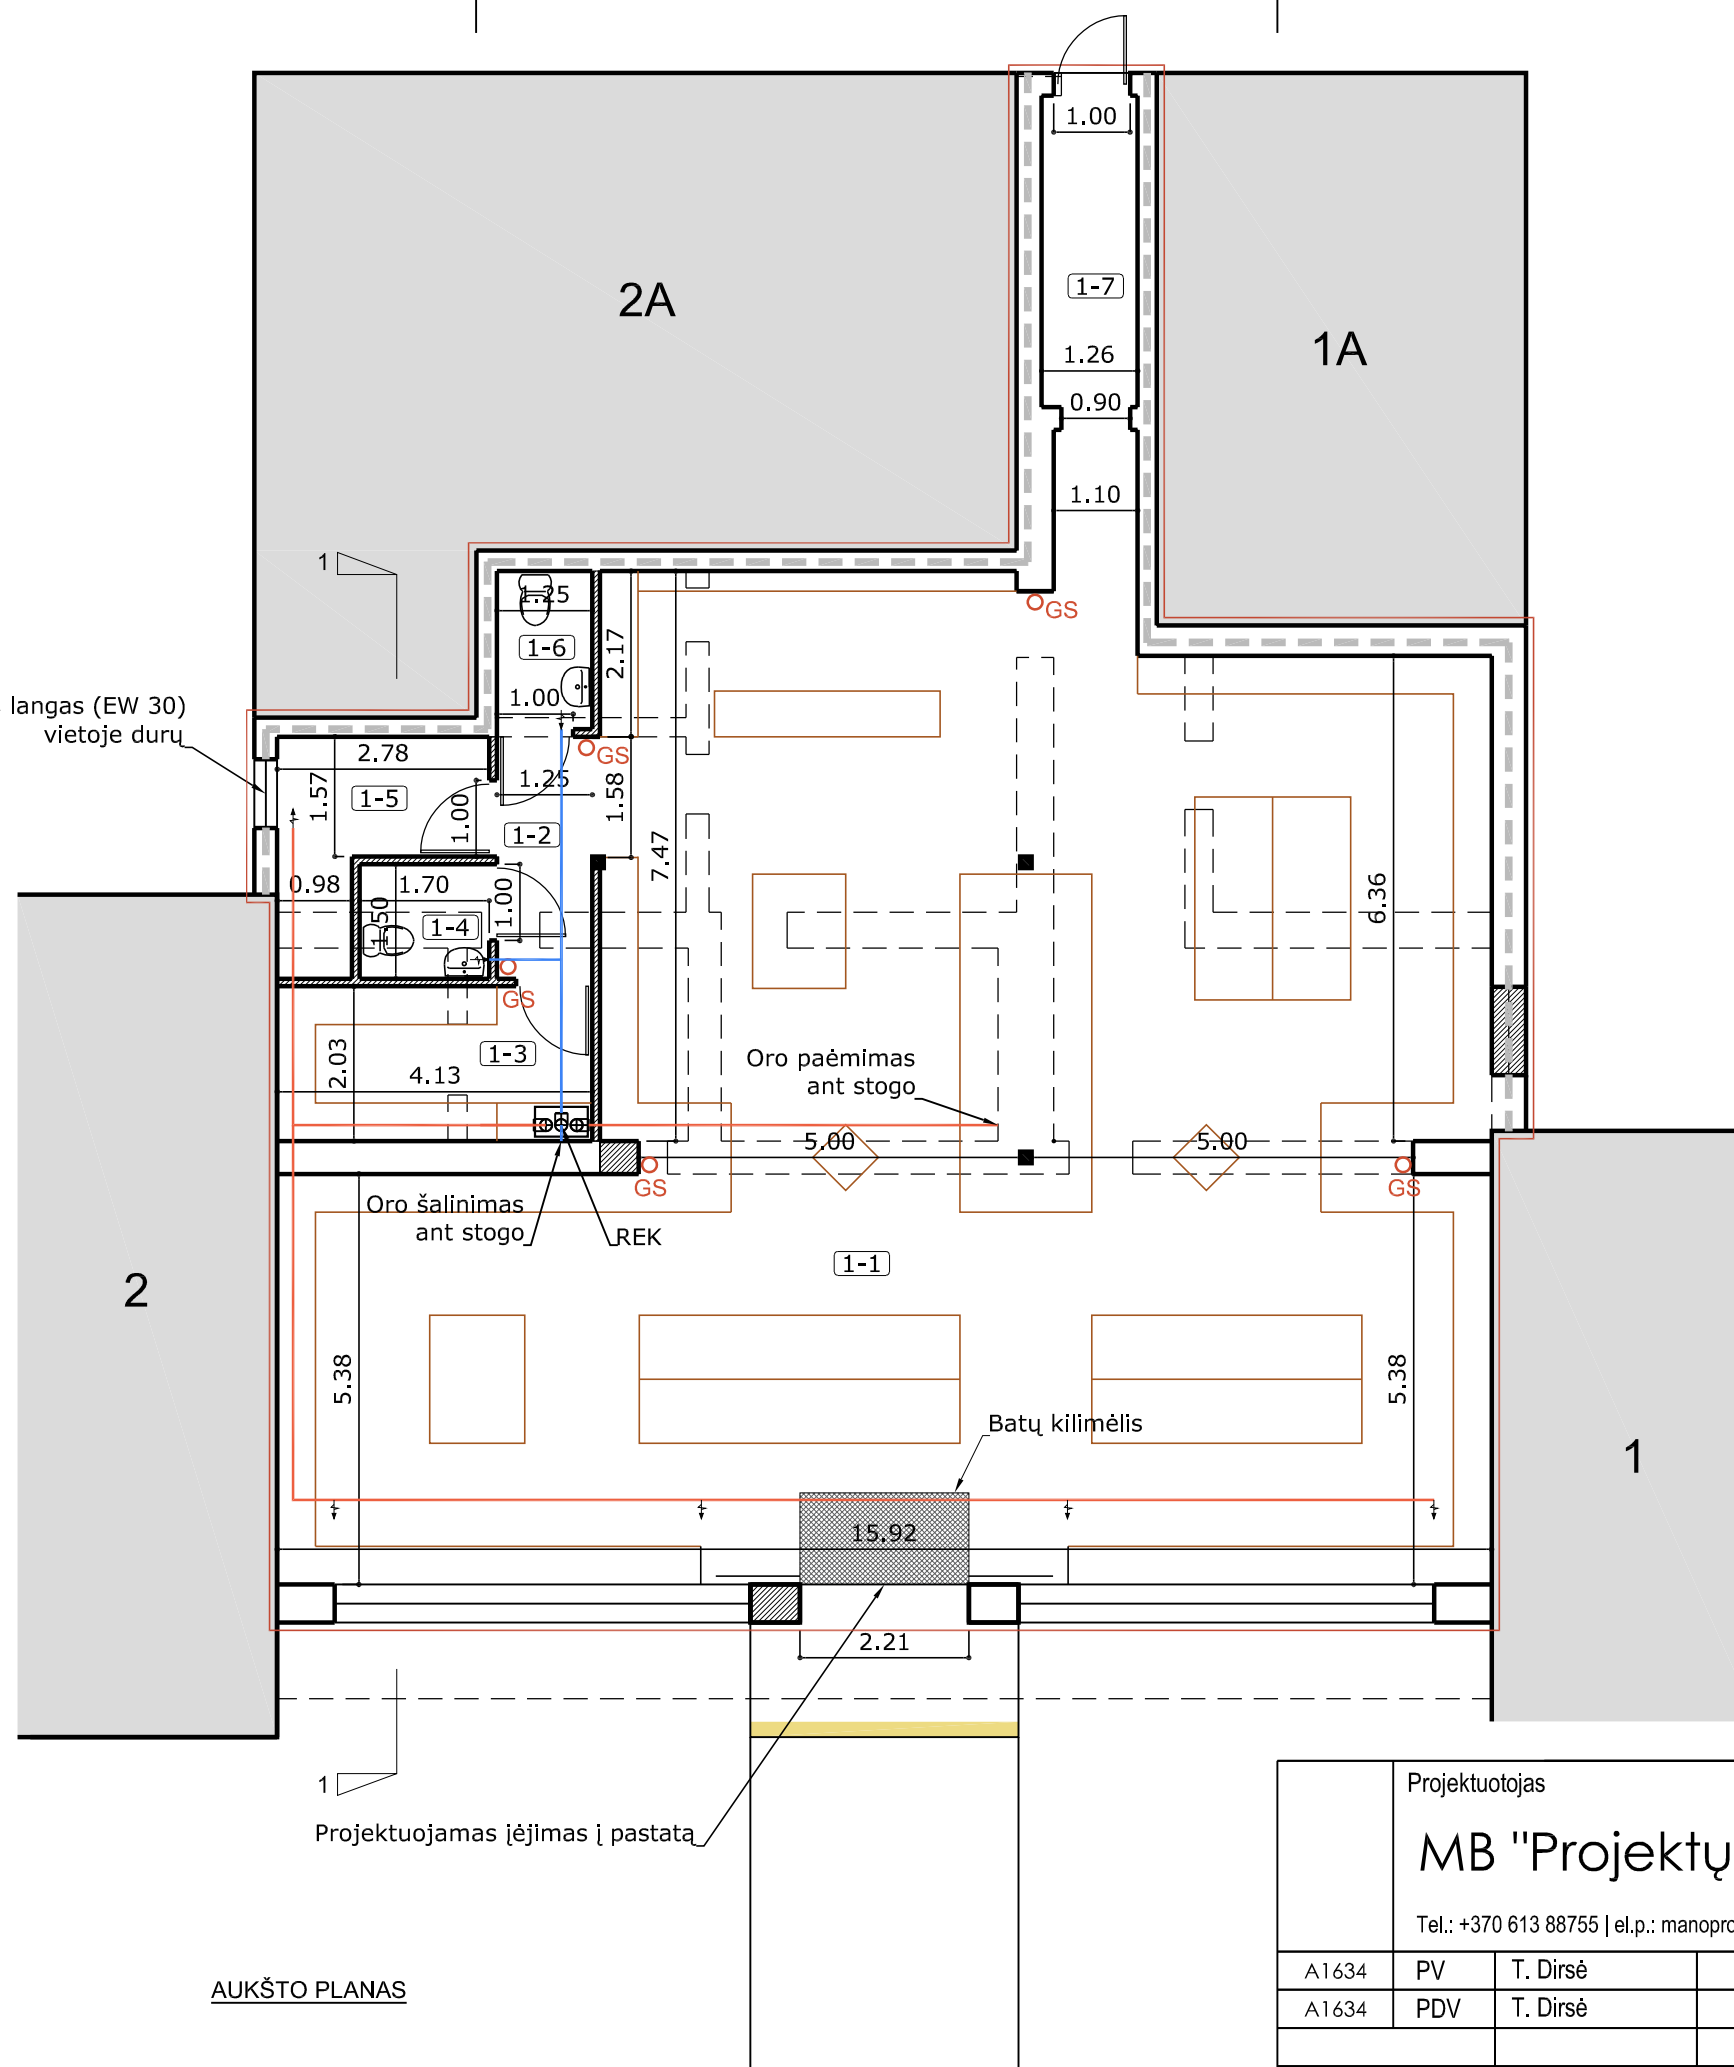 1.00
2A
1-7
1A
1.26
0.90
1.10
1
1.25
GS
1-6
2.17
1.00
langas (EW 30)
vietoje durų
GS
2.78
1.25
1.58
1.57
1-5
1.00
1-2
7.47
0.98
1.70
1.00
6.36
1.50
1-4
GS
1-3
2.03
4.13
Oro paėmimas
ant stogo
5.00
5.00
GS
GS
Oro šalinimas
ant stogo
REK
1-1
2
5.38
5.38
Batų kilimėlis
1
15.92
2.21
1
Projektuojamas įėjimas į pastatą
Projektuotojas
MB "Projektų
Tel.: +370 613 88755 | el.p.: manopro
A1634 PV T. Dirsė
A1634 PDV T. Dirsė
AUKŠTO PLANAS